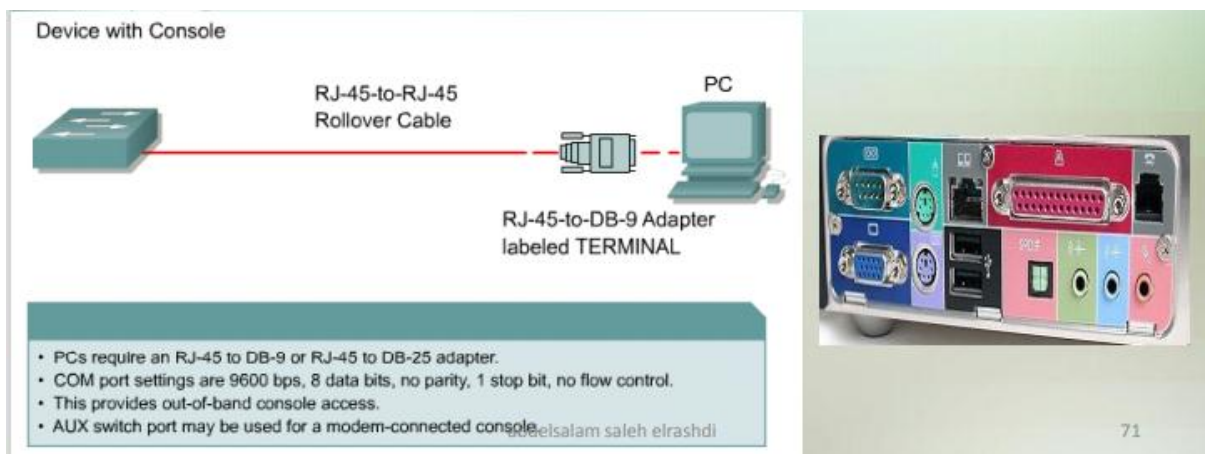 Device with Console
RJ-45-to-RJ-45
Rollover Cable
PC
RJ-45-to-DB-9 Adapter
labeled TERMINAL
• PCs require an RJ-45 to DB-9 or RJ-45 to DB-25 adapter.
• COM port settings are 9600 bps, 8 data bits, no parity, 1 stop bit, no flow control.
• This provides out-of-band console access.
• AUX switch port may be used for a modem-connected console.
abdelsalam saleh elrashdi
71